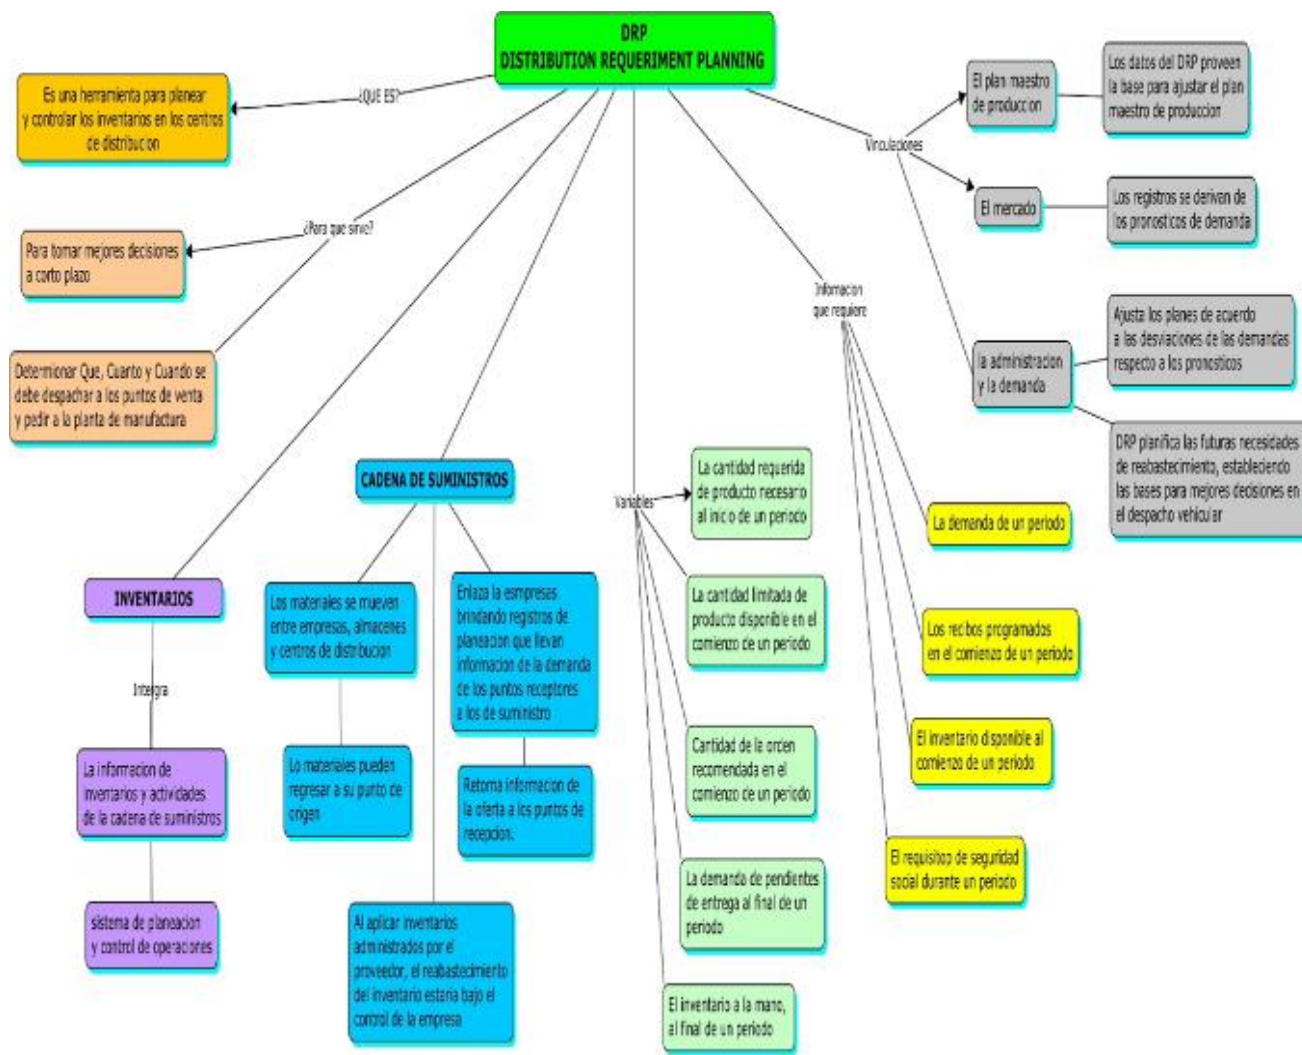 DRP
DISTRIBUTION REQUERIMENT PLANNING
¿QUE ES?
Es una herramienta para planear
y controlar los inventarios en los centros
de distribucion
¿Para que sirve?
Para tomar mejores decisiones
a corto plazo
Determinar Que, Cuanto y Cuando se
debe despachar a los puntos de venta
y pedir a la planta de manufactura
INVENTARIOS
Intergra
La informacion de
inventarios y actividades
de la cadena de suministros
sistema de planeacion
y control de operaciones
CADENA DE SUMINISTROS
Los materiales se mueven
entre empresas, almacenes
y centros de distribucion
Lo materiales pueden
regresar a su punto de
origen
Al aplicar inventarios
administrados por el
proveedor, el reabastecimiento
del inventario estaria bajo el
control de la empresa
Enlaza la esmpresas
brindando registros de
planeacion que llevan
informacion de la demanda
de los puntos receptores
a los de suministro
Retorna informacion de
la oferta a los puntos de
recepcion.
Variables
La cantidad requerida
de producto necesario
al inicio de un periodo
La cantidad limitada de
producto disponible en el
comienzo de un periodo
Cantidad de la orden
recomendada en el
comienzo de un periodo
La demanda de pendientes
de entrega al final de un
periodo
El inventario a la mano,
al final de un periodo
Infomacion
que requiere
La demanda de un periodo
Los recibos programados
en el comienzo de un periodo
El inventario disponible al
comienzo de un periodo
El requisitop de seguridad
social durante un periodo
Vinculaciones
El plan maestro
de produccion
Los datos del DRP proveen
la base para ajustar el plan
maestro de produccion
El mercado
Los registros se derivan de
los pronosticos de demanda
la administracion
y la demanda
Ajusta los planes de acuerdo
a las desviaciones de las demandas
respecto a los pronosticos
DRP planifica las futuras necesidades
de reabastecimiento, estableciendo
las bases para mejores decisiones en
el despacho vehicular